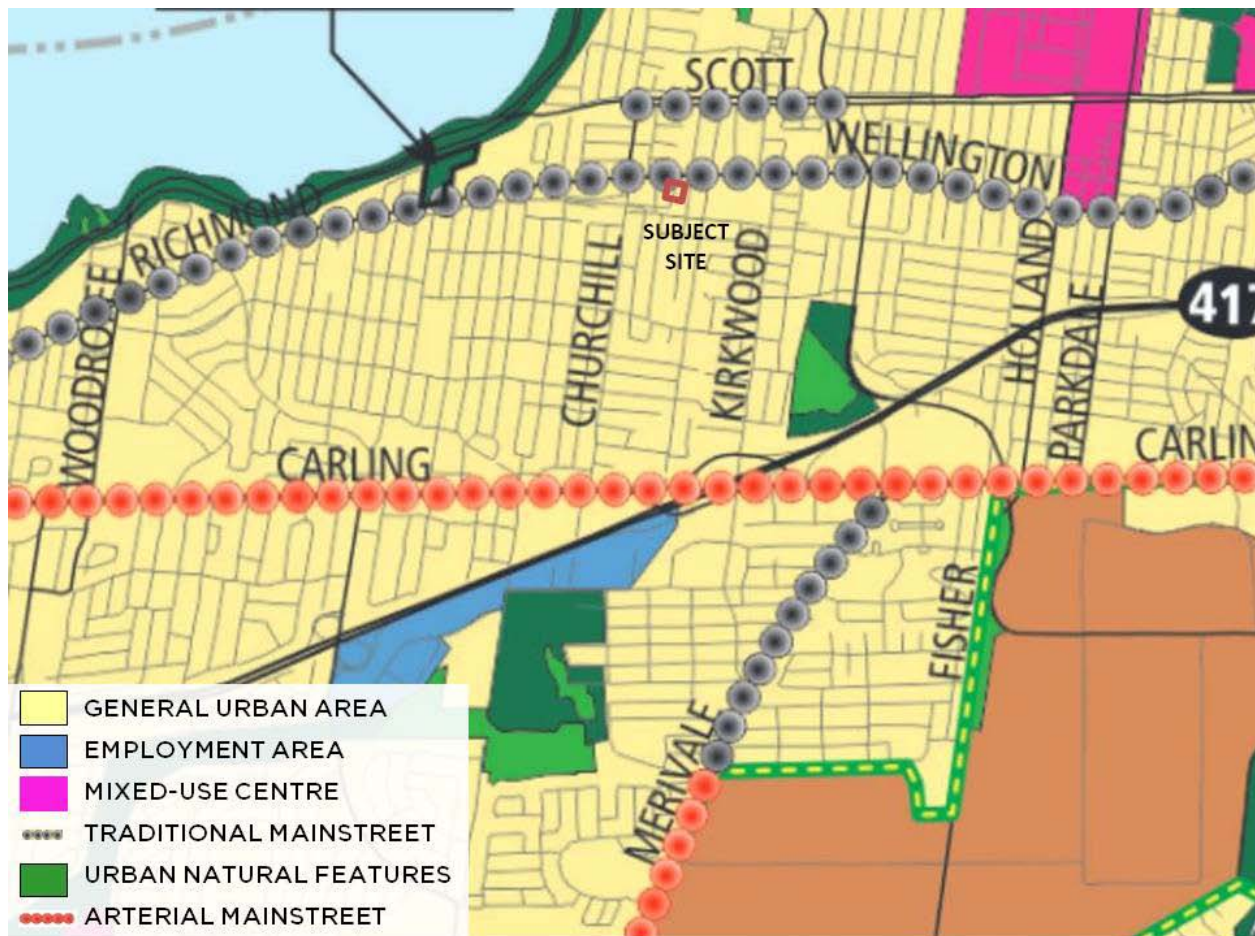 SCOTT
WELLINGTON
RICHMOND
SUBJECT
SITE
WOODROFFE
CHURCHILL
KIRKWOOD
HOLLAND
PARKDALE
417
CARLING
CARLIN
FISHER
MERIVALE
GENERAL URBAN AREA
EMPLOYMENT AREA
MIXED-USE CENTRE
TRADITIONAL MAINSTREET
URBAN NATURAL FEATURES
ARTERIAL MAINSTREET